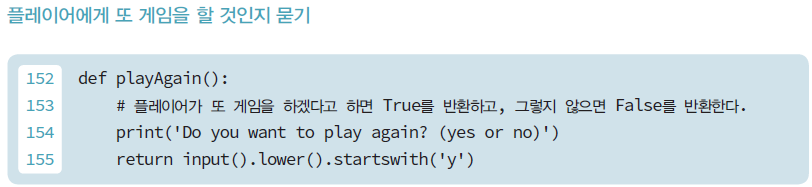 플레이어에게 또 게임을 할 것인지 묻기
152 def playAgain():
153 # 플레이어가 또 게임을 하겠다고 하면 True를 반환하고, 그렇지 않으면 False를 반환한다.
154 print('Do you want to play again? (yes or no)')
155 return input().lower().startswith('y')